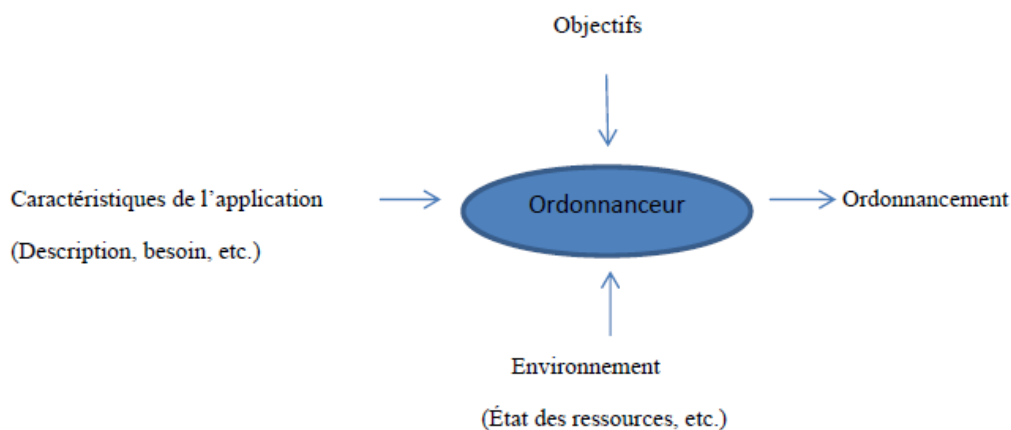 Objectifs
Caractéristiques de l’application
(Description, besoin, etc.)
Ordonnanceur
Ordonnancement
Environnement
(État des ressources, etc.)